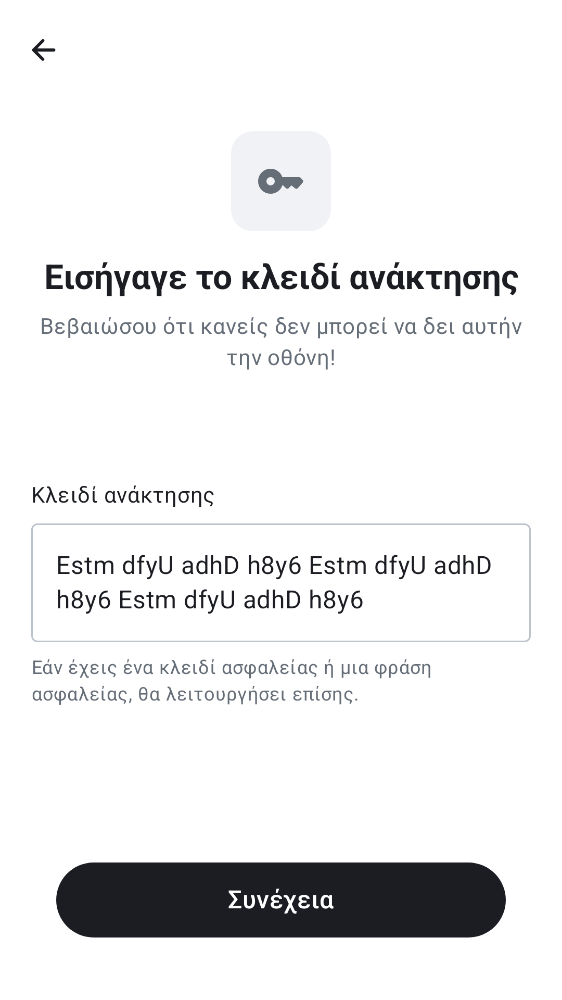 Εισήγαγε το κλειδί ανάκτησης
Βεβαιώσου ότι κανείς δεν μπορεί να δει αυτήν
την οθόνη!
Κλειδί ανάκτησης
Estm dfyU adhD h8y6 Estm dfyU adhD
h8y6 Estm dfyU adhD h8y6
Εάν έχεις ένα κλειδί ασφαλείας ή μια φράση
ασφαλείας, θα λειτουργήσει επίσης.
Συνέχεια